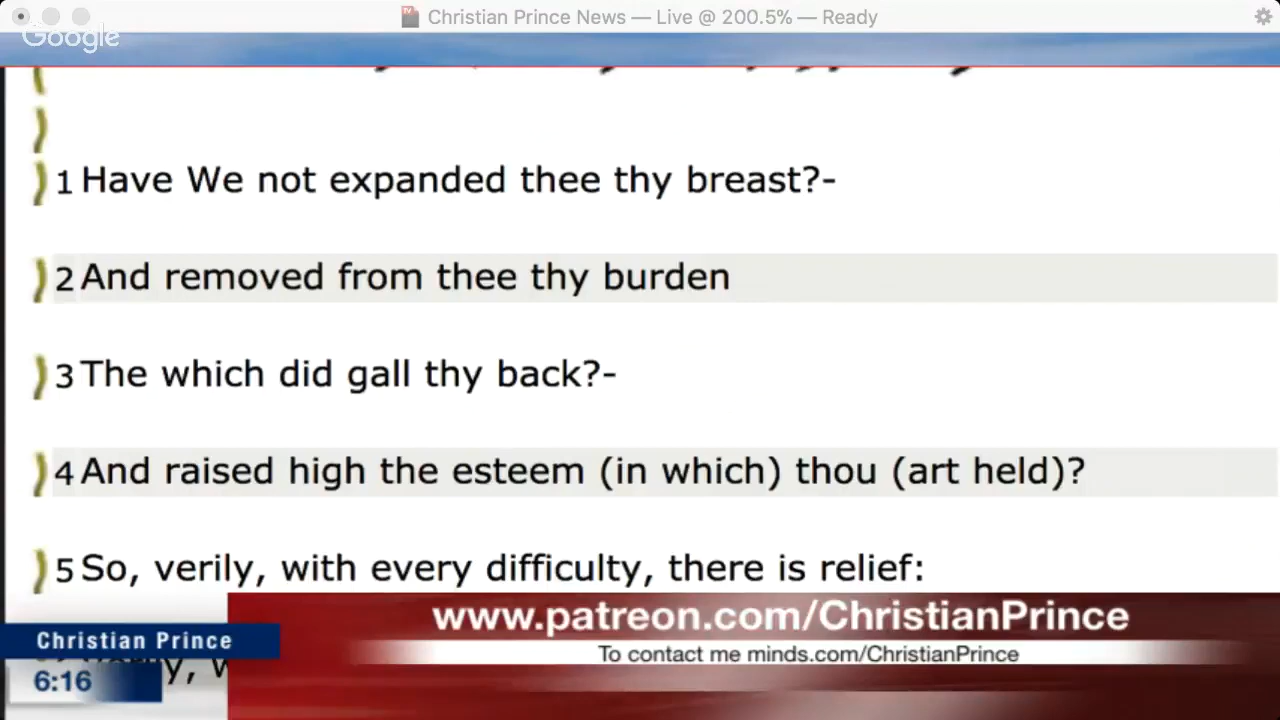 Christian Prince News — Live @ 200.5% — Ready
Google
1 Have We not expanded thee thy breast?-
2 And removed from thee thy burden
3 The which did gall thy back?-
4 And raised high the esteem (in which) thou (art held)?
5 So, verily, with every difficulty, there is relief:
www.patreon.com/ChristianPrince
Christian Prince
To contact me minds.com/ChristianPrince
6:16